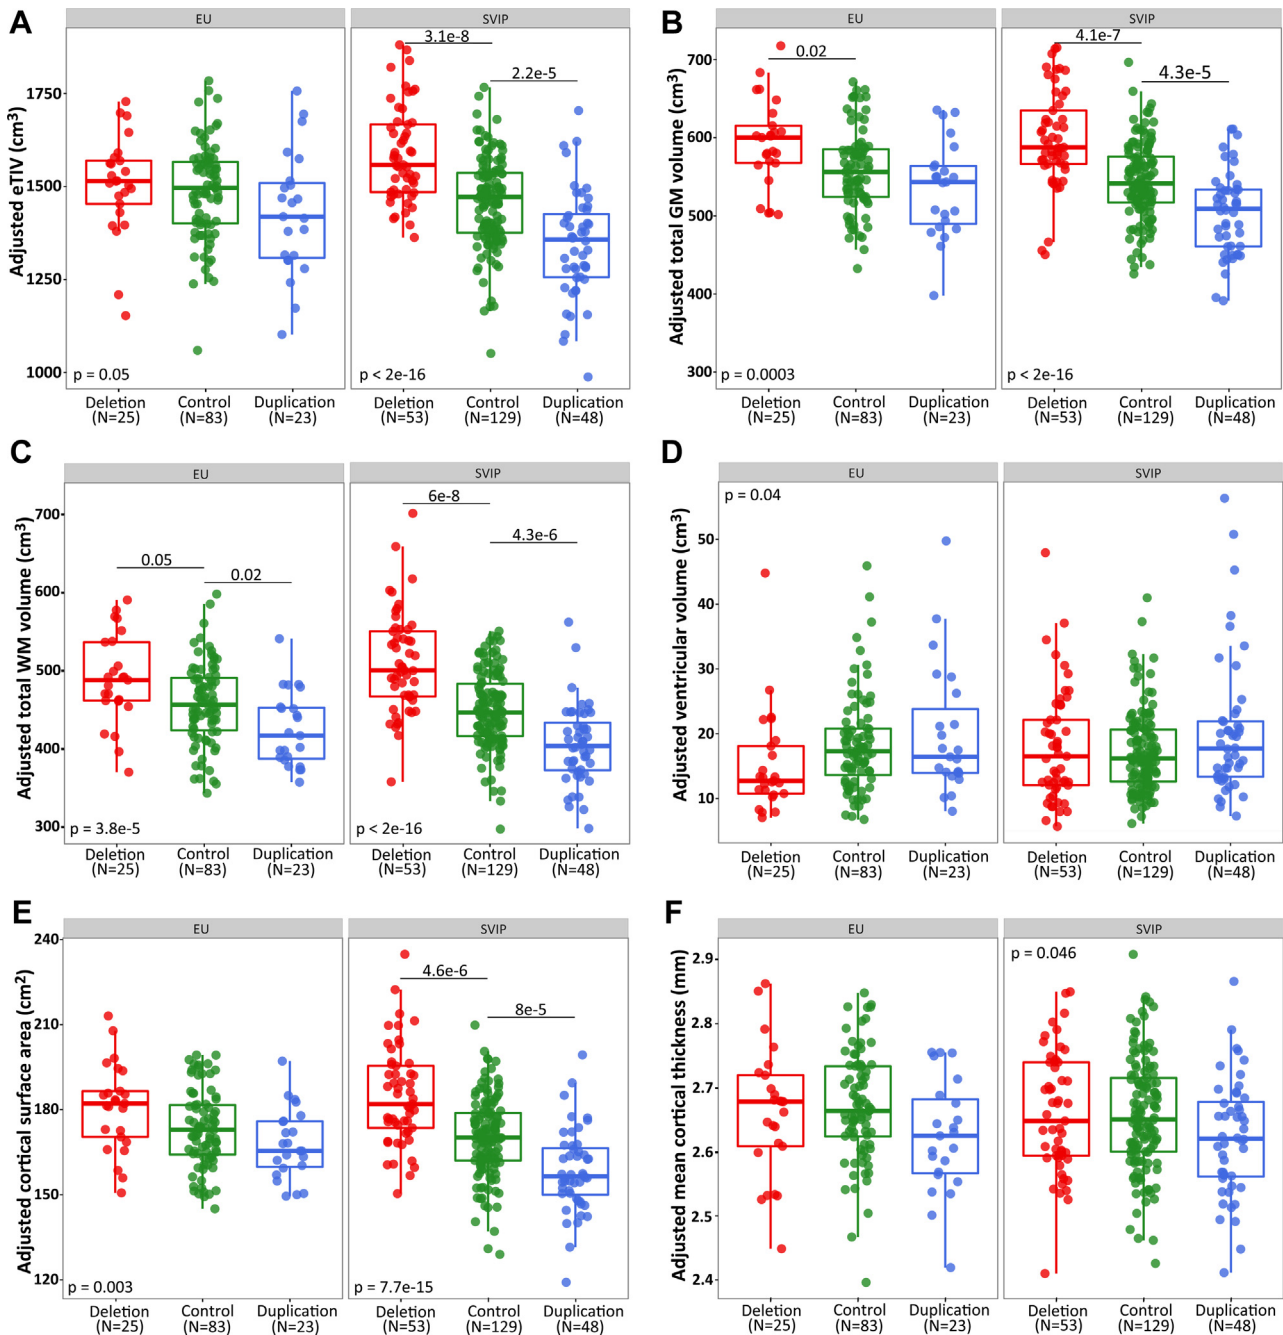 A
EU
SVIP
Adjusted eTIV (cm3)
1750
1500
1250
1000
3.1e-8
2.2e-5
p = 0.05
p < 2e-16
Deletion
(N=25)
Control
(N=83)
Duplication
(N=23)
Deletion
(N=53)
Control
(N=129)
Duplication
(N=48)
B
EU
SVIP
Adjusted total GM volume (cm3)
700
600
500
400
300
0.02
4.1e-7
4.3e-5
p = 0.0003
p < 2e-16
Deletion
(N=25)
Control
(N=83)
Duplication
(N=23)
Deletion
(N=53)
Control
(N=129)
Duplication
(N=48)
C
EU
SVIP
Adjusted total WM volume (cm3)
700
600
500
400
300
0.05
0.02
6e-8
4.3e-6
p = 3.8e-5
p < 2e-16
Deletion
(N=25)
Control
(N=83)
Duplication
(N=23)
Deletion
(N=53)
Control
(N=129)
Duplication
(N=48)
D
EU
SVIP
Adjusted ventricular volume (cm3)
50
40
30
20
10
p = 0.04
Deletion
(N=25)
Control
(N=83)
Duplication
(N=23)
Deletion
(N=53)
Control
(N=129)
Duplication
(N=48)
E
EU
SVIP
Adjusted cortical surface area (cm2)
240
210
180
150
120
4.6e-6
8e-5
p = 0.003
p = 7.7e-15
Deletion
(N=25)
Control
(N=83)
Duplication
(N=23)
Deletion
(N=53)
Control
(N=129)
Duplication
(N=48)
F
EU
SVIP
Adjusted mean cortical thickness (mm)
2.9
2.8
2.7
2.6
2.5
2.4
p = 0.046
Deletion
(N=25)
Control
(N=83)
Duplication
(N=23)
Deletion
(N=53)
Control
(N=129)
Duplication
(N=48)